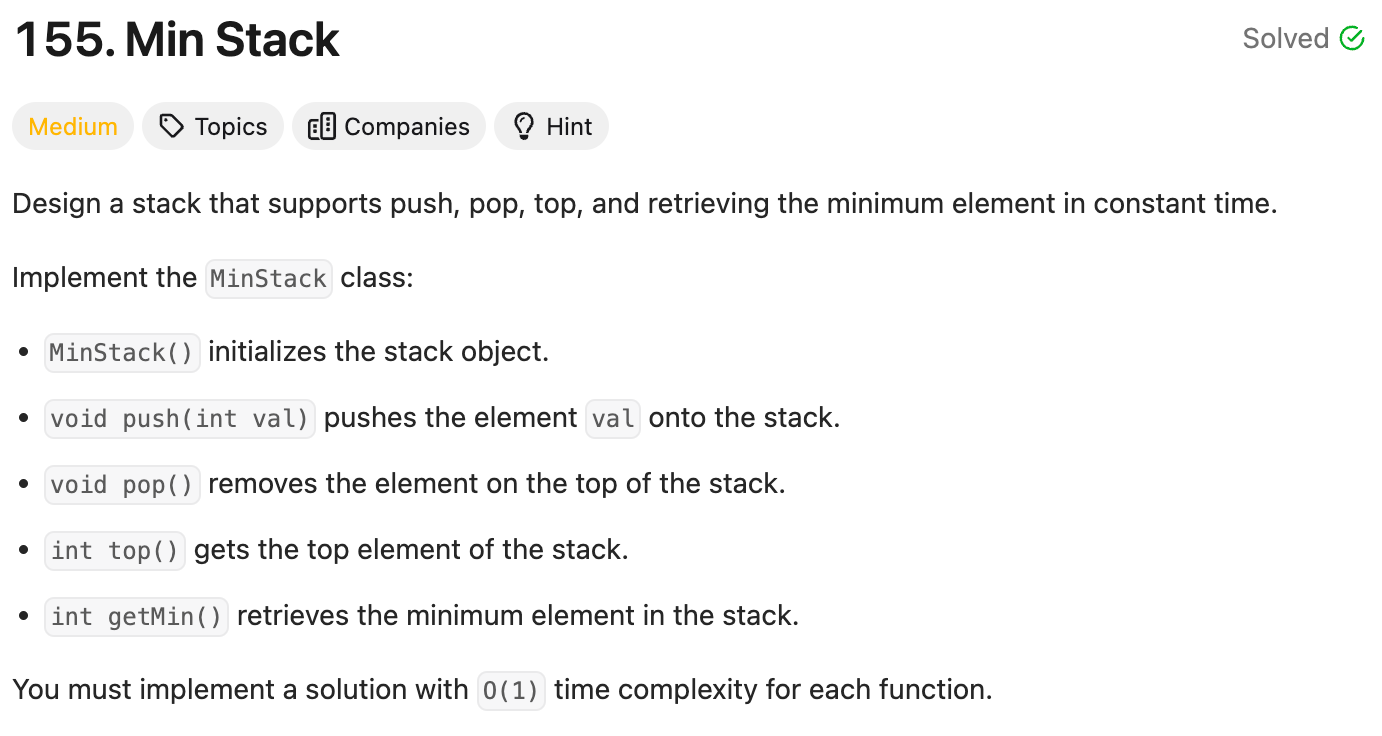 155. Min Stack
Solved
Medium Topics Companies Hint
Design a stack that supports push, pop, top, and retrieving the minimum element in constant time.
Implement the MinStack class:
• MinStack() initializes the stack object.
• void push(int val) pushes the element val onto the stack.
• void pop() removes the element on the top of the stack.
• int top() gets the top element of the stack.
• int getMin() retrieves the minimum element in the stack.
You must implement a solution with O(1) time complexity for each function.